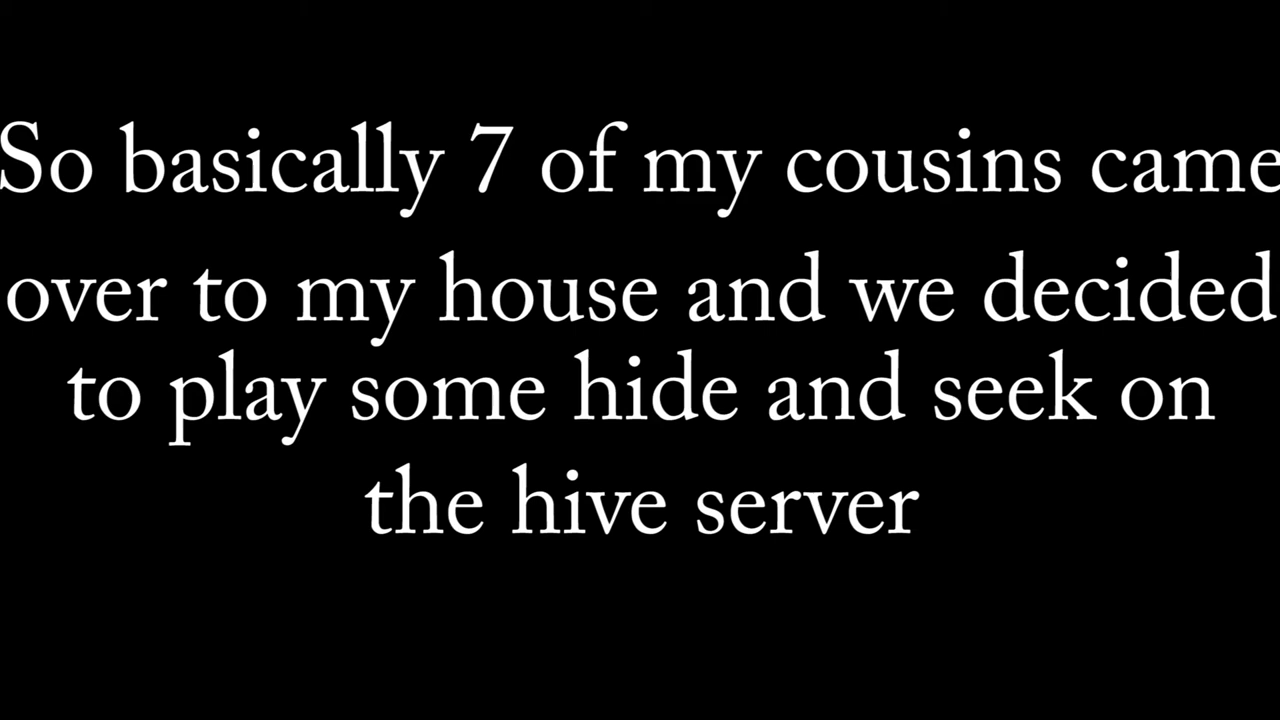 So basically 7 of my cousins came
over to my house and we decided
to play some hide and seek on
the hive server